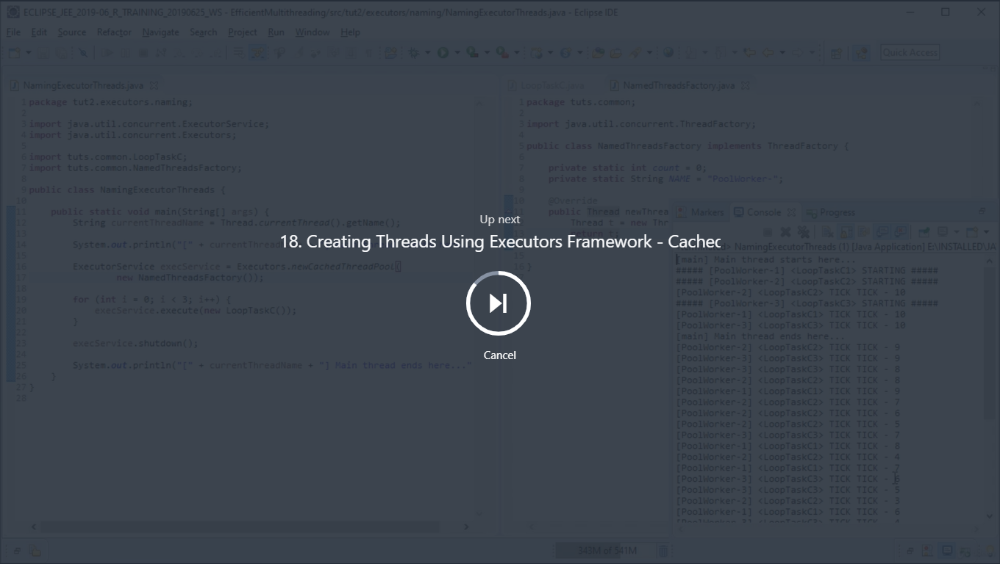 ECLIPSE_JEE_2019-06_R_TRAINING_20190625_WS - EfficientMultithreading/src/tut2/executors/naming/NamingExecutorThreads.java - Eclipse IDE
File Edit Source Refactor Navigate Search Project Run Window Help
Quick Access
NamingExecutorThreads.java
1 package tut2.executors.naming;
2
3 import java.util.concurrent.ExecutorService;
4 import java.util.concurrent.Executors;
5
6 import tuts.common.LoopTaskC;
7 import tuts.common.NamedThreadsFactory;
8
9 public class NamingExecutorThreads {
10
11 public static void main(String[] args) {
12 String currentThreadName = Thread.currentThread().getName();
13
14 System.out.println("[" + currentThread
15
16 ExecutorService execService = Executors.newCachedThreadPool(
17 new NamedThreadsFactory());
18
19 for (int i = 0; i < 3; i++) {
20 execService.execute(new LoopTaskC());
21 }
22
23 execService.shutdown();
24
25 System.out.println("[" + currentThreadName + "] Main thread ends here..."
26 }
27 }
28
LoopTaskC.java NamedThreadsFactory.java
1 package tuts.common;
2
3 import java.util.concurrent.ThreadFactory;
4
5 public class NamedThreadsFactory implements ThreadFactory {
6
7 private static int count = 0;
8 private static String NAME = "PoolWorker-";
9
10 @Override
11 public Thread newThrea
12 Thread t = new Thr
13 return t;
15
16 }
Markers Console Progress
NamingExecutorThreads (1) [Java Application] E:\INSTALLED\JA
[main] Main thread starts here...
##### [PoolWorker-1] <LoopTaskC1> STARTING #####
##### [PoolWorker-2] <LoopTaskC2> STARTING #####
[PoolWorker-2] <LoopTaskC2> TICK TICK - 10
##### [PoolWorker-3] <LoopTaskC3> STARTING #####
[PoolWorker-1] <LoopTaskC1> TICK TICK - 10
[PoolWorker-3] <LoopTaskC3> TICK TICK - 10
[main] Main thread ends here...
[PoolWorker-2] <LoopTaskC2> TICK TICK - 9
[PoolWorker-3] <LoopTaskC3> TICK TICK - 9
[PoolWorker-3] <LoopTaskC3> TICK TICK - 8
[PoolWorker-2] <LoopTaskC2> TICK TICK - 8
[PoolWorker-1] <LoopTaskC1> TICK TICK - 9
[PoolWorker-2] <LoopTaskC2> TICK TICK - 7
[PoolWorker-2] <LoopTaskC2> TICK TICK - 6
[PoolWorker-2] <LoopTaskC2> TICK TICK - 5
[PoolWorker-3] <LoopTaskC3> TICK TICK - 7
[PoolWorker-1] <LoopTaskC1> TICK TICK - 8
[PoolWorker-2] <LoopTaskC2> TICK TICK - 4
[PoolWorker-1] <LoopTaskC1> TICK TICK - 7
[PoolWorker-3] <LoopTaskC3> TICK TICK - 6
[PoolWorker-3] <LoopTaskC3> TICK TICK - 5
[PoolWorker-2] <LoopTaskC2> TICK TICK - 3
[PoolWorker-1] <LoopTaskC1> TICK TICK - 6
Up next
18. Creating Threads Using Executors Framework - Cached
Cancel
343M of 541M